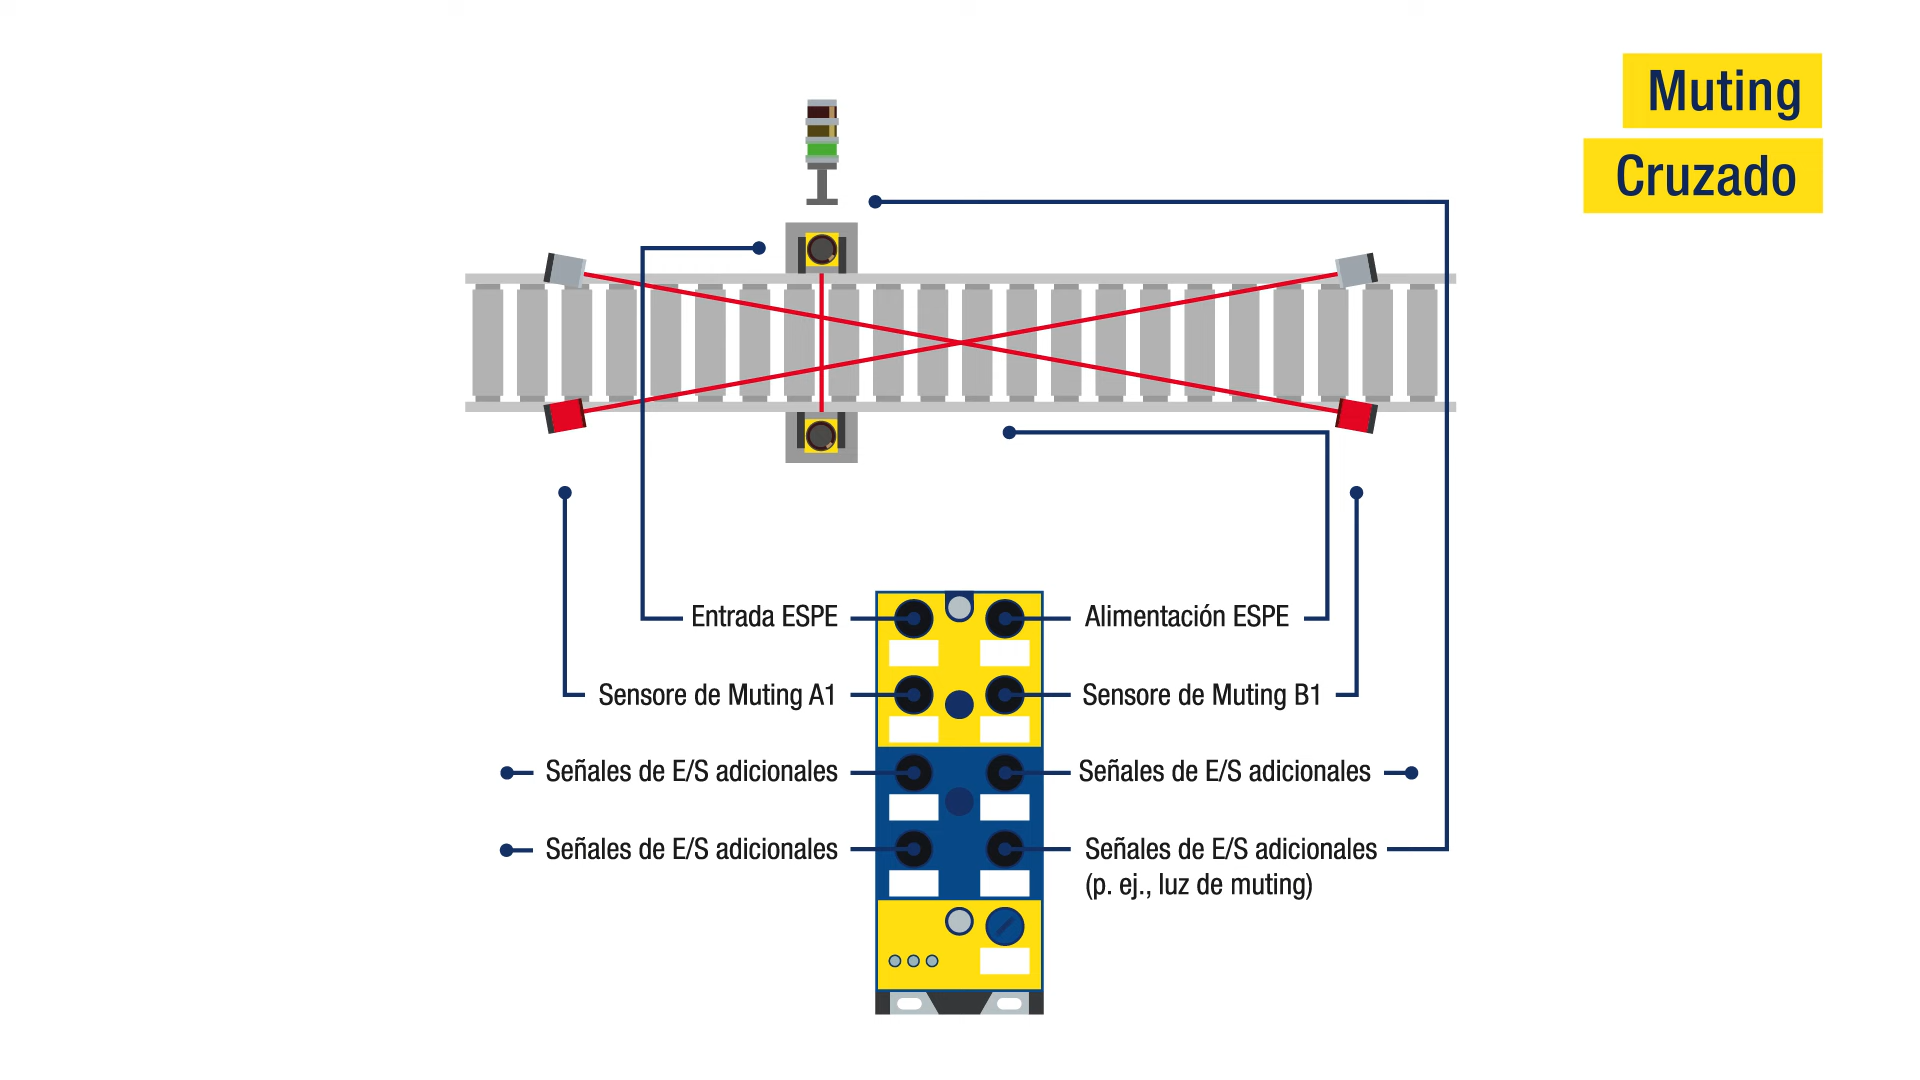 Muting
Cruzado
Entrada ESPE
Alimentación ESPE
Sensore de Muting A1
Sensore de Muting B1
Señales de E/S adicionales
Señales de E/S adicionales
Señales de E/S adicionales
Señales de E/S adicionales
(p. ej., luz de muting)